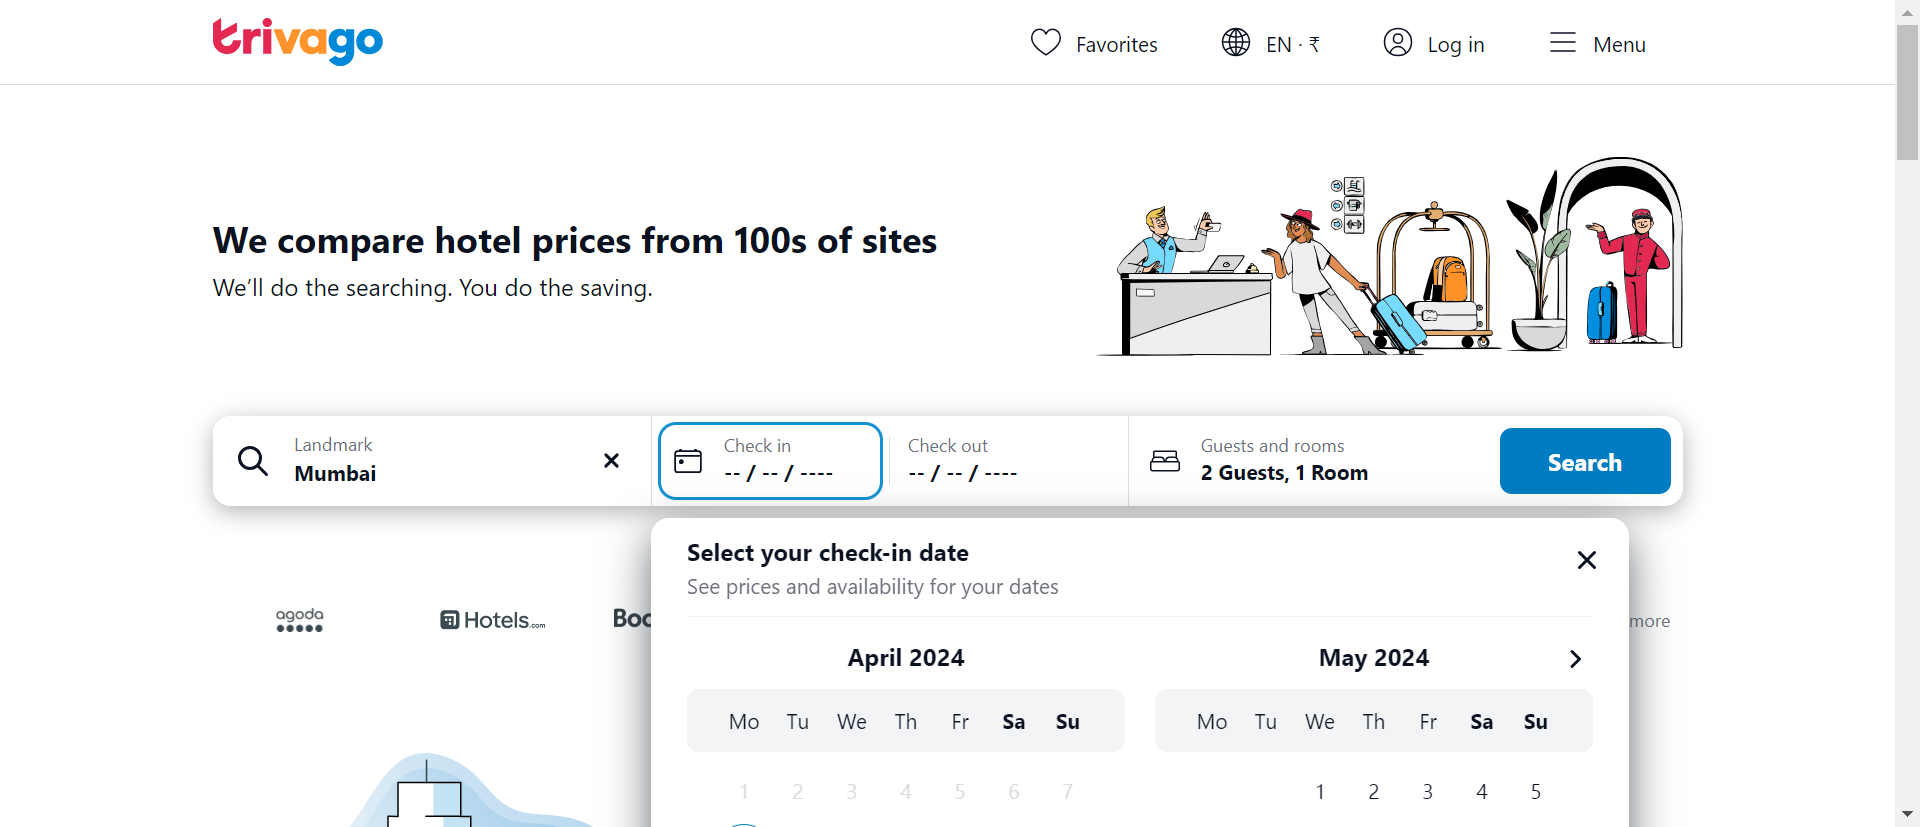 trivago
Favorites
EN · ₹
Log in
Menu
We compare hotel prices from 100s of sites
We'll do the searching. You do the saving.
Landmark
Mumbai
Check in
-- / -- / ----
Check out
-- / -- / ----
Guests and rooms
2 Guests, 1 Room
Search
Select your check-in date
See prices and availability for your dates
agoda
Hotels.com
Boo
more
April 2024
May 2024
Mo Tu We Th Fr Sa Su
Mo Tu We Th Fr Sa Su
1 2 3 4 5 6 7
1 2 3 4 5